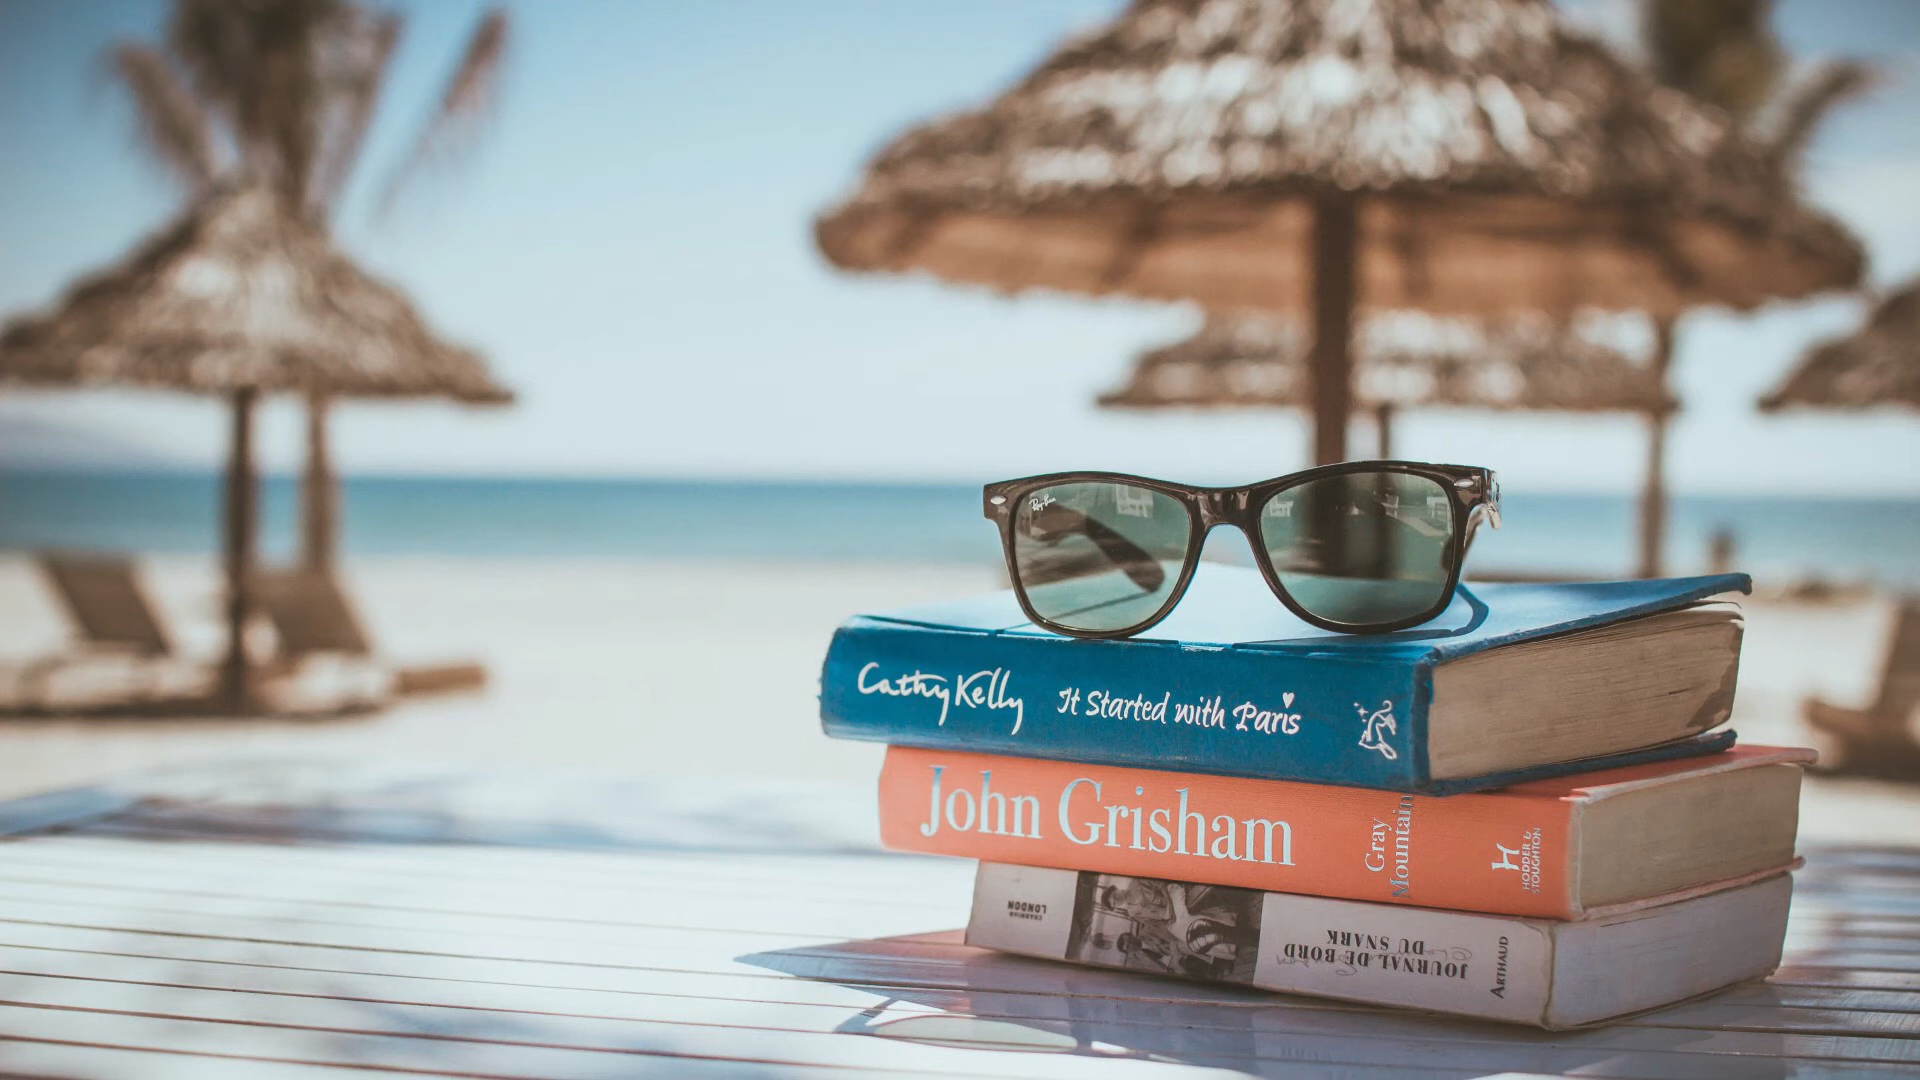 Ray-Ban
Cathy Kelly
It Started with Paris
John Grisham
Gray
Mountain
HODDER &
STOUGHTON
CHARMIAN
LONDON
JOURNAL DE BORD
DU SNARK
ARTHAUD